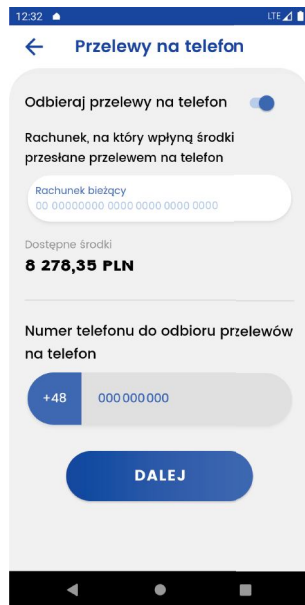 12:32 LTE
Przelewy na telefon
Odbieraj przelewy na telefon
Rachunek, na który wpłyną środki
przesłane przelewem na telefon
Rachunek bieżący
00 00000000 0000 0000 0000 0000
Dostępne środki
8 278,35 PLN
Numer telefonu do odbioru przelewów
na telefon
+48 000 000 000
DALEJ